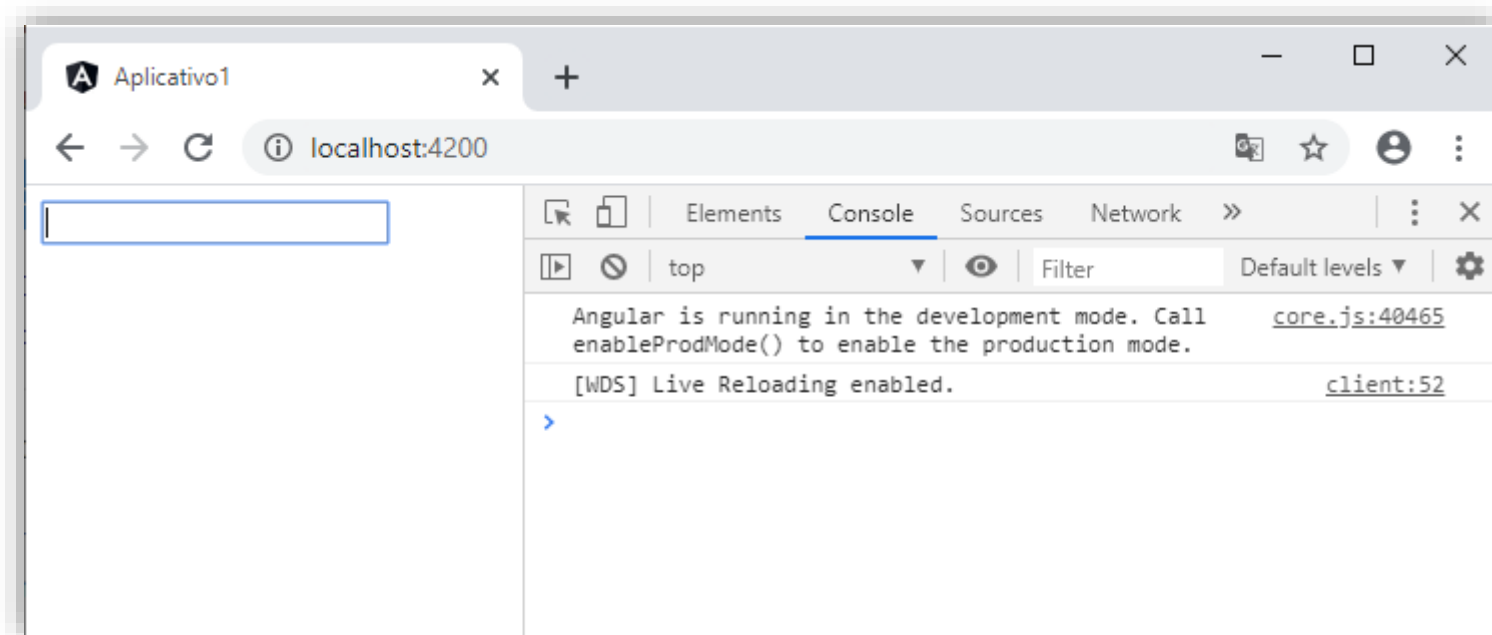 Aplicativo1
localhost:4200
Elements Console Sources Network
top Filter Default levels
Angular is running in the development mode. Call core.js:40465
enableProdMode() to enable the production mode.
[WDS] Live Reloading enabled. client:52